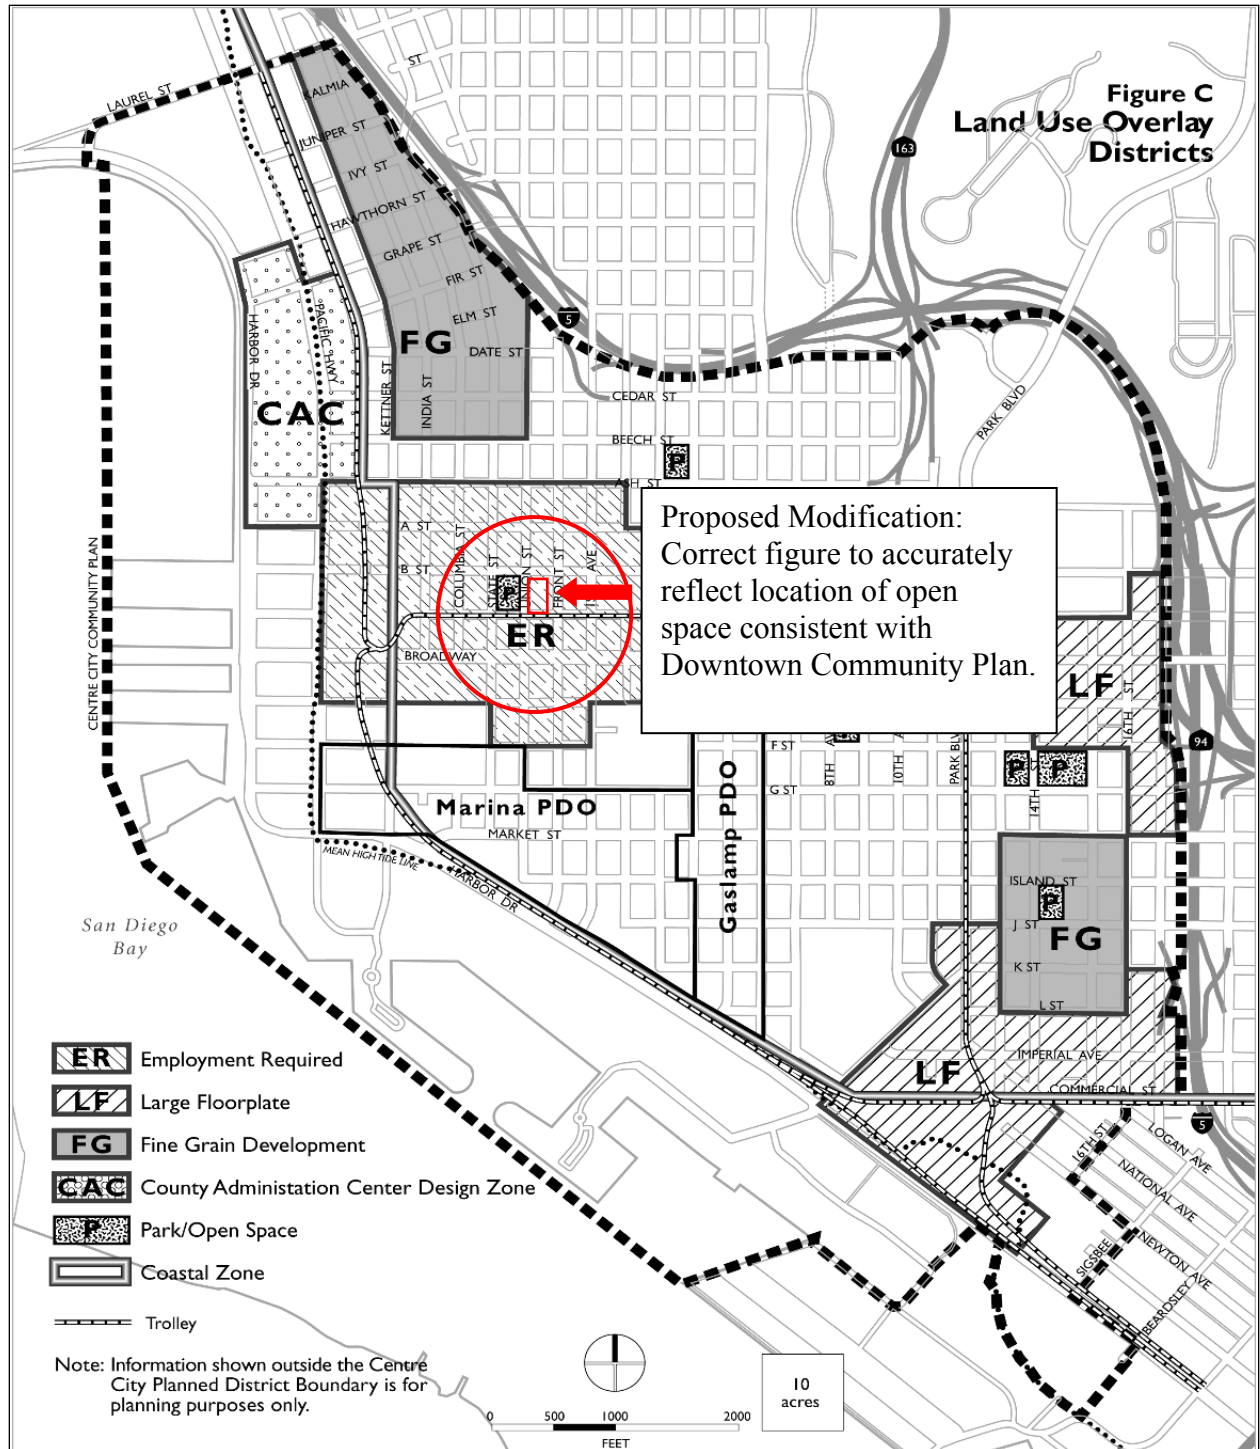 Figure C
Land Use Overlay
Districts
LAUREL ST
ST
KALMIA
JUNIPER ST
IVY ST
HAWTHORN ST
GRAPE ST
FIR ST
ELM ST
DATE ST
CEDAR ST
BEECH ST
ASH ST
163
5
PARK BLVD
HARBOR DR
PACIFIC HWY
KETTNER ST
INDIA ST
FG
CAC
P
A ST
B ST
COLUMBIA ST
STATE ST
UNION ST
FRONT ST
AVE
P
ER
BROADWAY
Proposed Modification:
Correct figure to accurately
reflect location of open
space consistent with
Downtown Community Plan.
CENTRE CITY COMMUNITY PLAN
LF
16TH ST
94
F ST
G ST
8TH
10TH
PARK BLV
P
P
14TH
Marina PDO
MARKET ST
Gaslamp PDO
MEAN HIGH TIDE LINE
HARBOR DR
San Diego
Bay
ISLAND ST
P
J ST
FG
K ST
L ST
IMPERIAL AVE
LF
COMMERCIAL ST
5
16TH ST
LOGAN AVE
NATIONAL AVE
NEWTON AVE
SIGSBEE
BEARDSLEY
ER Employment Required
LF Large Floorplate
FG Fine Grain Development
CAC County Administation Center Design Zone
P Park/Open Space
Coastal Zone
Trolley
Note: Information shown outside the Centre
City Planned District Boundary is for
planning purposes only.
0 500 1000 2000
FEET
10
acres